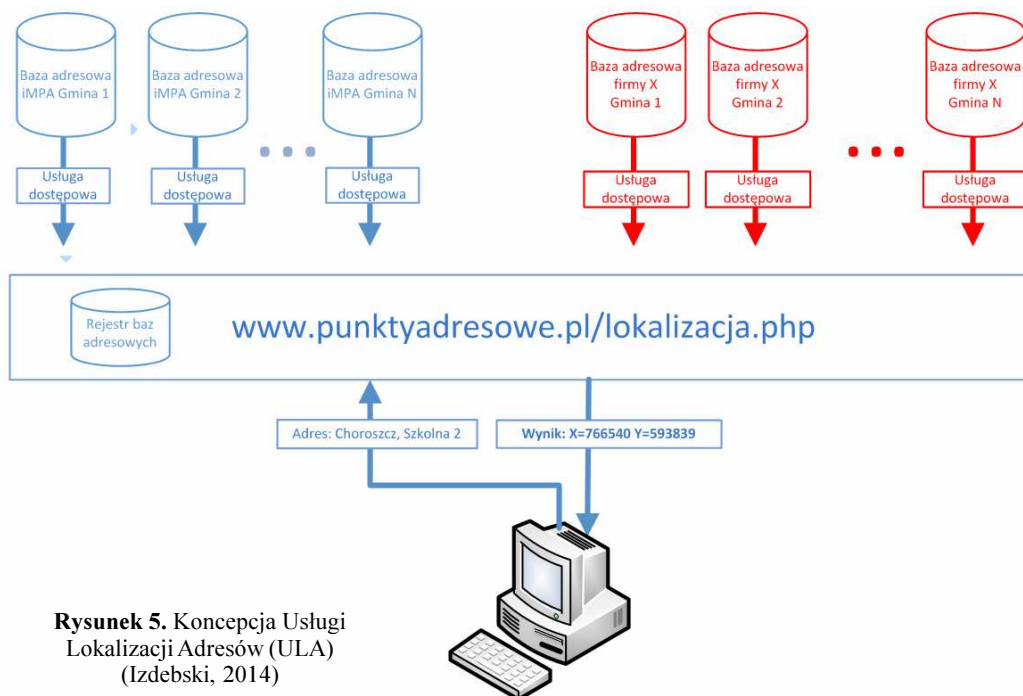 Baza adresowa
iMPA Gmina 1
Baza adresowa
iMPA Gmina 2
Baza adresowa
iMPA Gmina N
Baza adresowa
firmy X
Gmina 1
Baza adresowa
firmy X
Gmina 2
Baza adresowa
firmy X
Gmina N
Usługa
dostępowa
Usługa
dostępowa
Usługa
dostępowa
Usługa
dostępowa
Usługa
dostępowa
Usługa
dostępowa
Rejestr baz
adresowych
www.punktyadresowe.pl/lokalizacja.php
Adres: Choroszcz, Szkolna 2
Wynik: X=766540 Y=593839
Rysunek 5. Koncepcja Usługi
Lokalizacji Adresów (ULA)
(Izdebski, 2014)